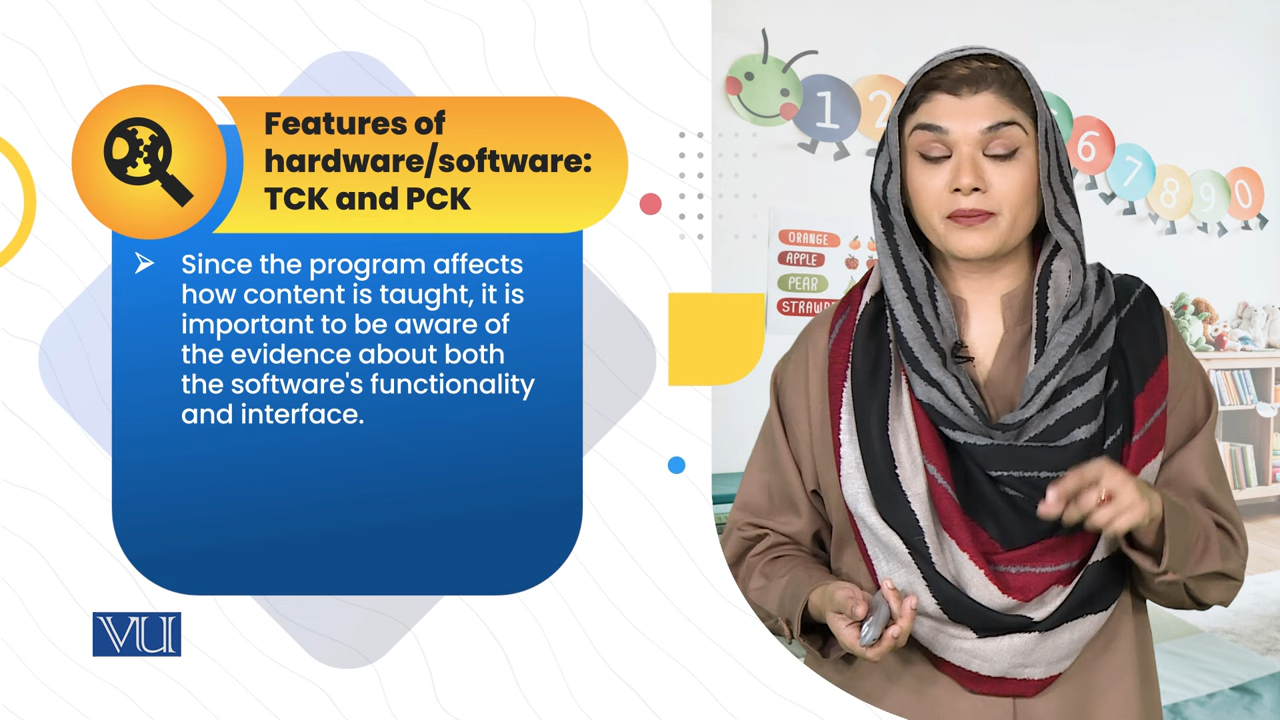 Features of
hardware/software:
TCK and PCK
Since the program affects
how content is taught, it is
important to be aware of
the evidence about both
the software's functionality
and interface.
VU
1 2 6 7 8 9 0
ORANGE
APPLE
PEAR